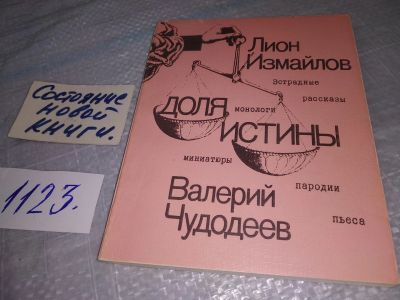 Состояние
новой
книги.
1123.
Лион
Измайлов
Эстрадные
рассказы
монологи
ДОЛЯ
ИСТИНЫ
миниатюры
пародии
пьеса
Валерий
Чудодеев